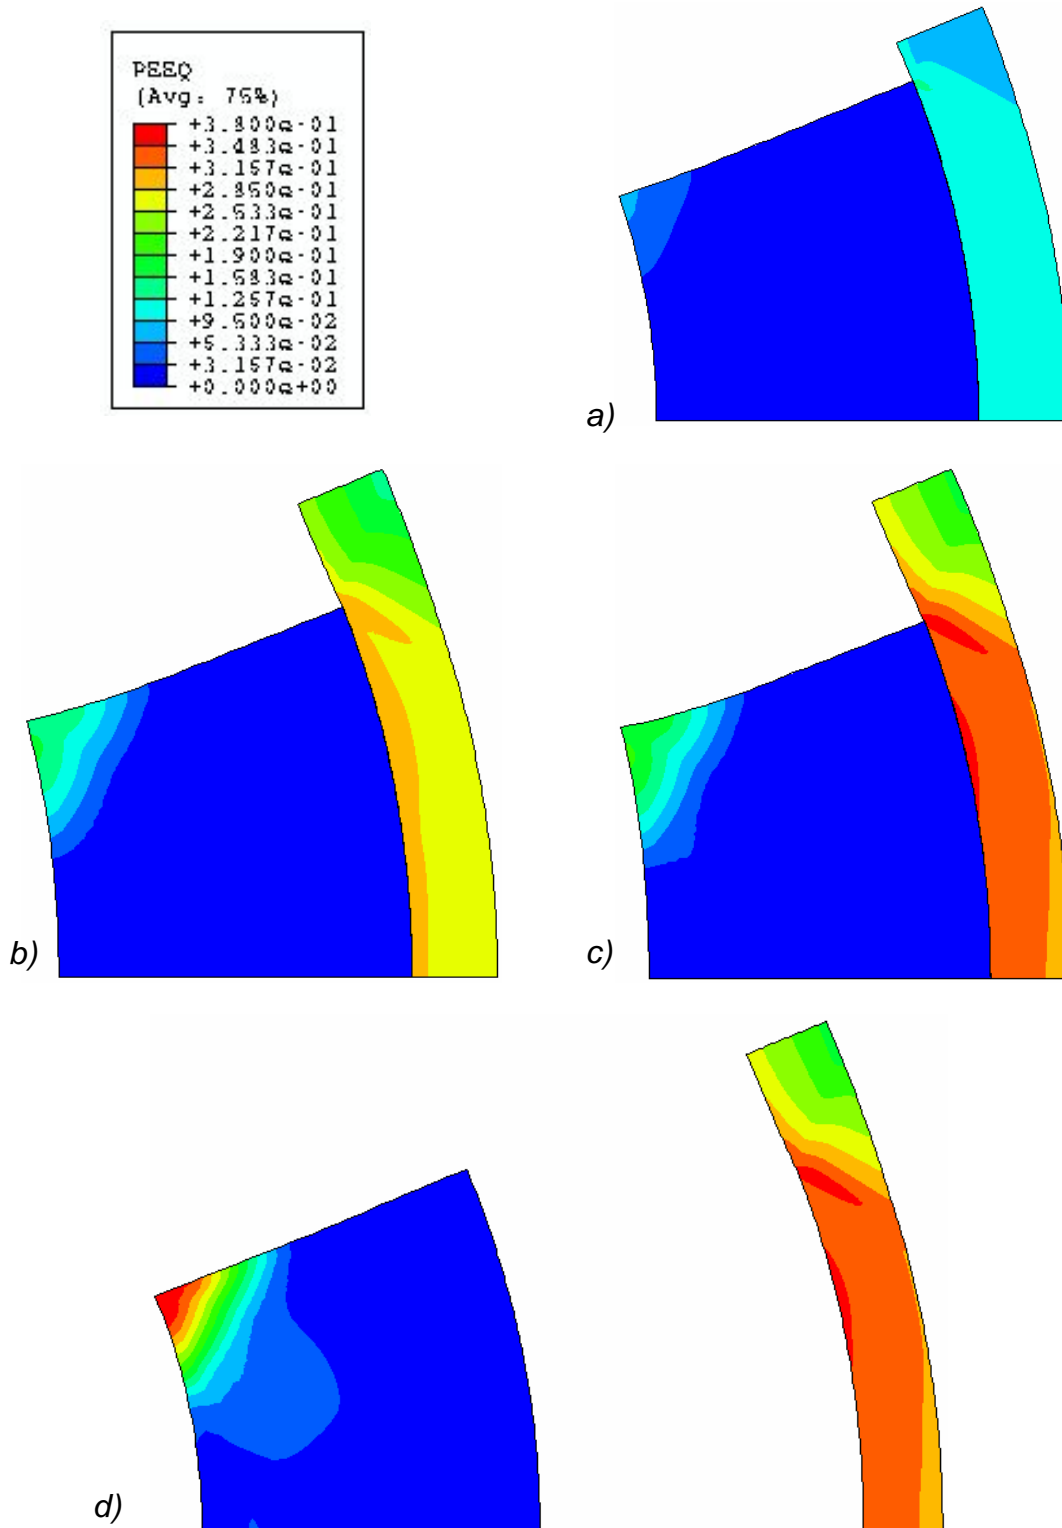 PEEQ
(Avg: 75%)
+3.800e-01
+3.483e-01
+3.167e-01
+2.850e-01
+2.533e-01
+2.217e-01
+1.900e-01
+1.583e-01
+1.267e-01
+9.500e-02
+6.333e-02
+3.167e-02
+0.000e+00
a)
b)
c)
d)